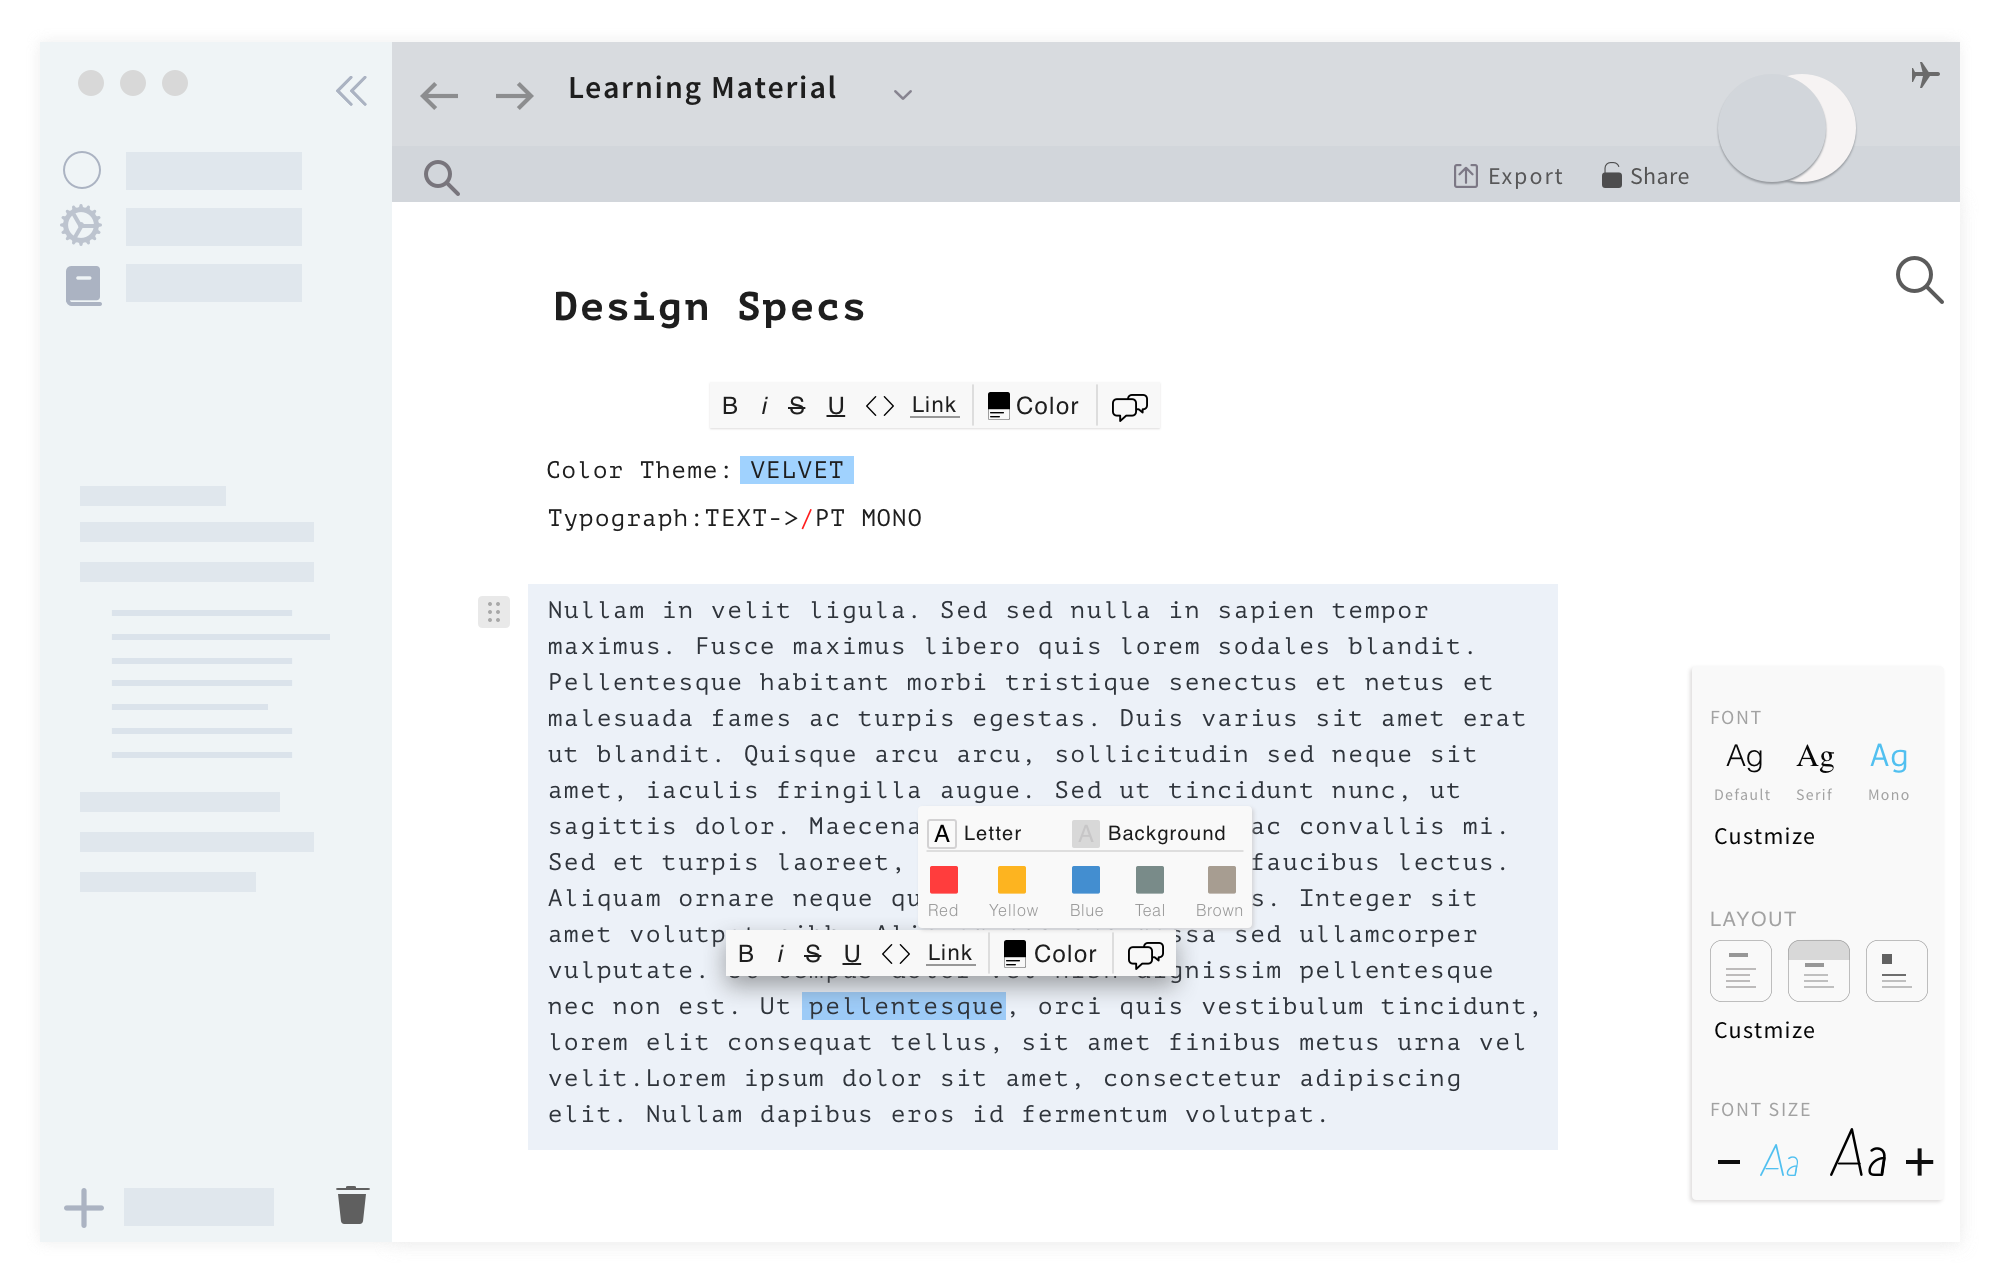 Learning Material
Export
Share
Design Specs
B i S U <> Link Color
Color Theme: VELVET
Typograph:TEXT->/PT MONO
Nullam in velit ligula. Sed sed nulla in sapien tempor
maximus. Fusce maximus libero quis lorem sodales blandit.
Pellentesque habitant morbi tristique senectus et netus et
malesuada fames ac turpis egestas. Duis varius sit amet erat
ut blandit. Quisque arcu arcu, sollicitudin sed neque sit
amet, iaculis fringilla augue. Sed ut tincidunt nunc, ut
sagittis dolor. Maecena ac convallis mi.
Sed et turpis laoreet, faucibus lectus.
Aliquam ornare neque qu s. Integer sit
amet volutp ssa sed ullamcorper
vulputate. dignissim pellentesque
nec non est. Ut pellentesque, orci quis vestibulum tincidunt,
lorem elit consequat tellus, sit amet finibus metus urna vel
velit.Lorem ipsum dolor sit amet, consectetur adipiscing
elit. Nullam dapibus eros id fermentum volutpat.
A Letter A Background
Red Yellow Blue Teal Brown
B i S U <> Link Color
FONT
Ag Ag Ag
Default Serif Mono
Custmize
LAYOUT
Custmize
FONT SIZE
- Aa Aa +